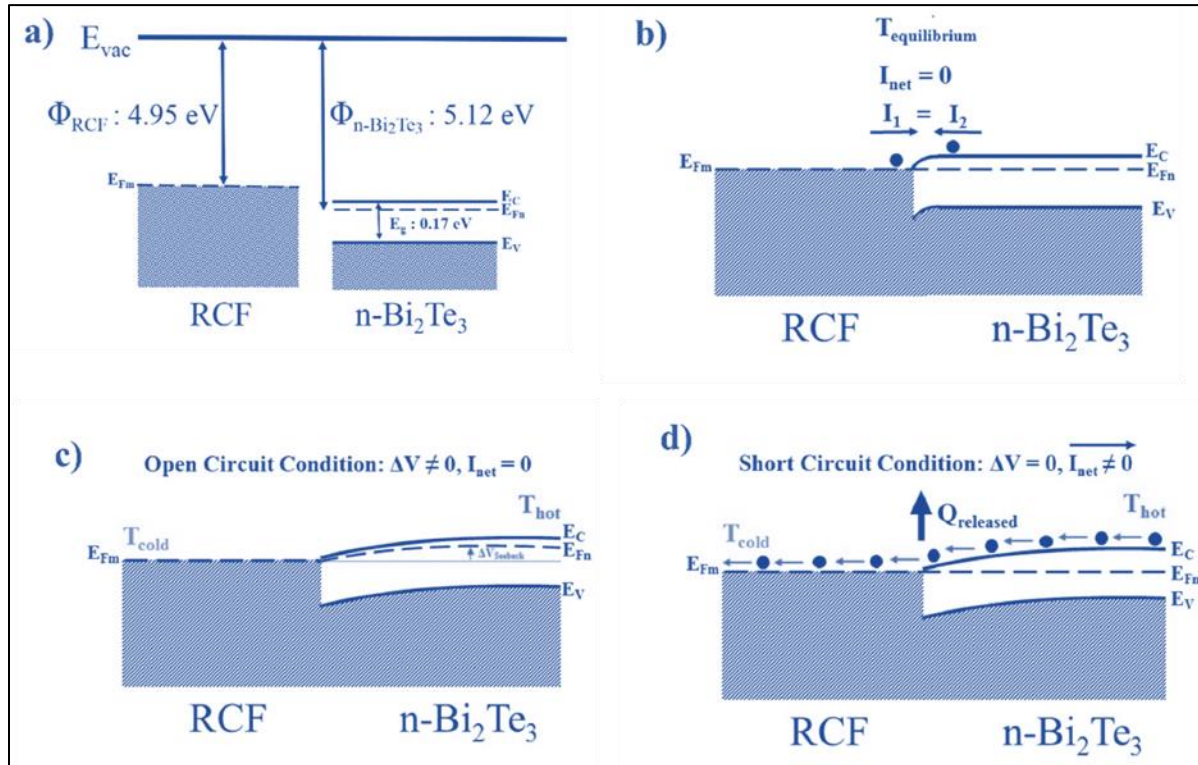 a)
E_vac
Φ_RCF : 4.95 eV
Φ_n-Bi₂Te₃ : 5.12 eV
E_Fm
E_C
E_Fn
E_g : 0.17 eV
E_V
RCF
n-Bi₂Te₃
b)
T_equilibrium
I_net = 0
I₁ = I₂
E_Fm
E_C
E_Fn
E_V
RCF
n-Bi₂Te₃
c)
Open Circuit Condition: ΔV ≠ 0, I_net = 0
T_cold
T_hot
E_Fm
E_C
E_Fn
ΔV_Seebeck
E_V
RCF
n-Bi₂Te₃
d)
Short Circuit Condition: ΔV = 0, I_net ≠ 0
Q_released
T_cold
T_hot
E_Fm
E_C
E_Fn
E_V
RCF
n-Bi₂Te₃